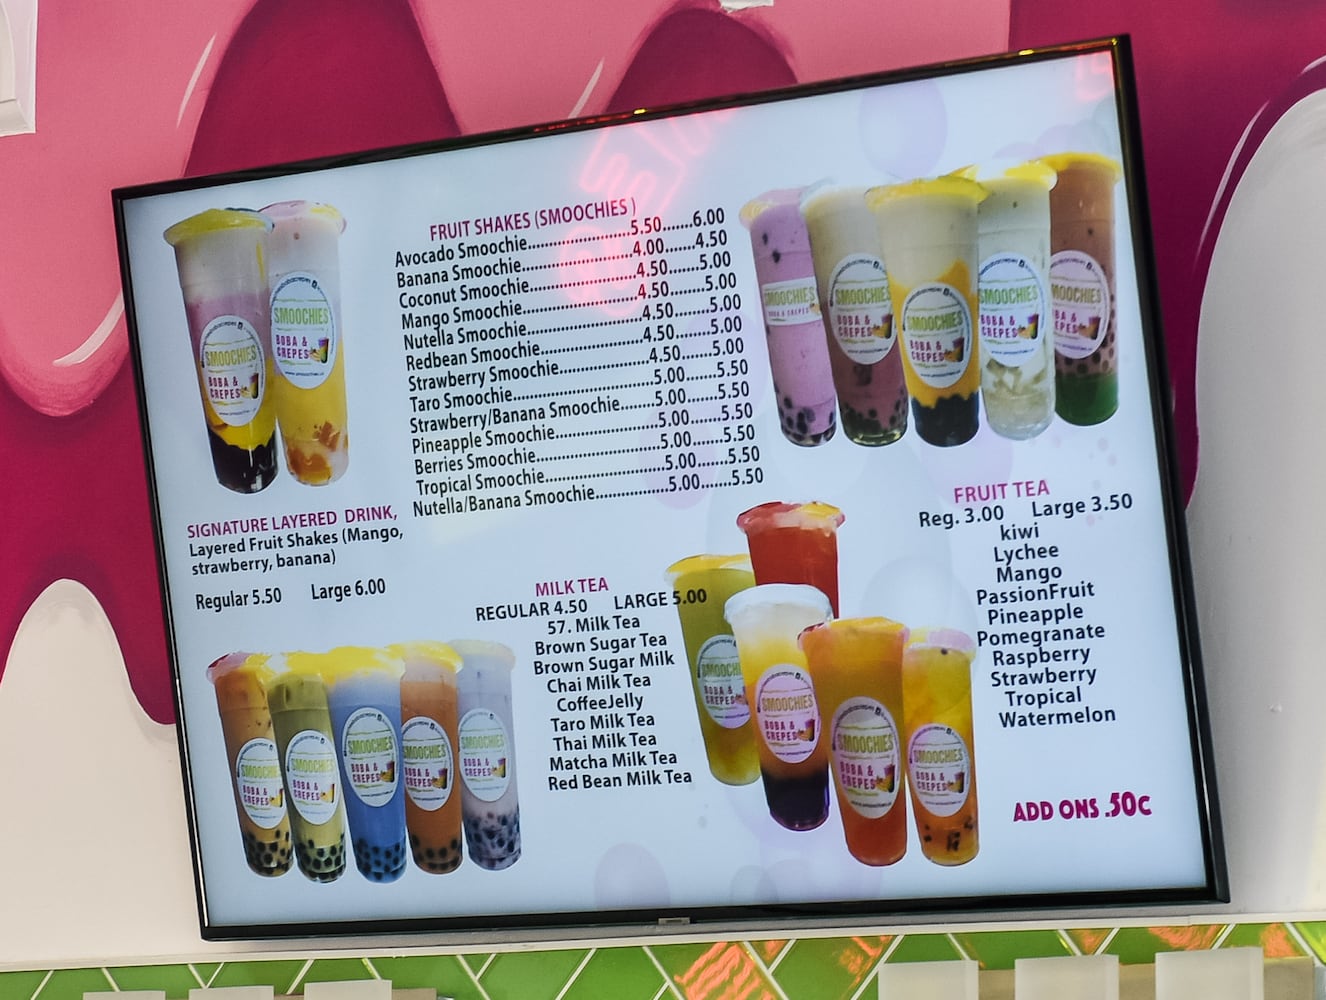 FRUIT SHAKES (SMOOCHIES )
Avocado Smoochie........................5.50.......6.00
Banana Smoochie.........................4.00.......4.50
Coconut Smoochie........................4.50.......5.00
Mango Smoochie..........................4.50.......5.00
Nutella Smoochie........................4.50.......5.00
Redbean Smoochie........................4.50.......5.00
Strawberry Smoochie.....................4.50.......5.00
Taro Smoochie...........................5.00.......5.50
Strawberry/Banana Smoochie.......5.00.......5.50
Pineapple Smoochie......................5.00.......5.50
Berries Smoochie........................5.00.......5.50
Tropical Smoochie.......................5.00.......5.50
Nutella/Banana Smoochie...............5.00.......5.50
SIGNATURE LAYERED DRINK,
Layered Fruit Shakes (Mango,
strawberry, banana)
Regular 5.50 Large 6.00
MILK TEA
REGULAR 4.50 LARGE 5.00
57. Milk Tea
Brown Sugar Tea
Brown Sugar Milk
Chai Milk Tea
CoffeeJelly
Taro Milk Tea
Thai Milk Tea
Matcha Milk Tea
Red Bean Milk Tea
FRUIT TEA
Reg. 3.00 Large 3.50
kiwi
Lychee
Mango
PassionFruit
Pineapple
Pomegranate
Raspberry
Strawberry
Tropical
Watermelon
ADD ONS .50c
SMOOCHIES
BOBA &
CREPES